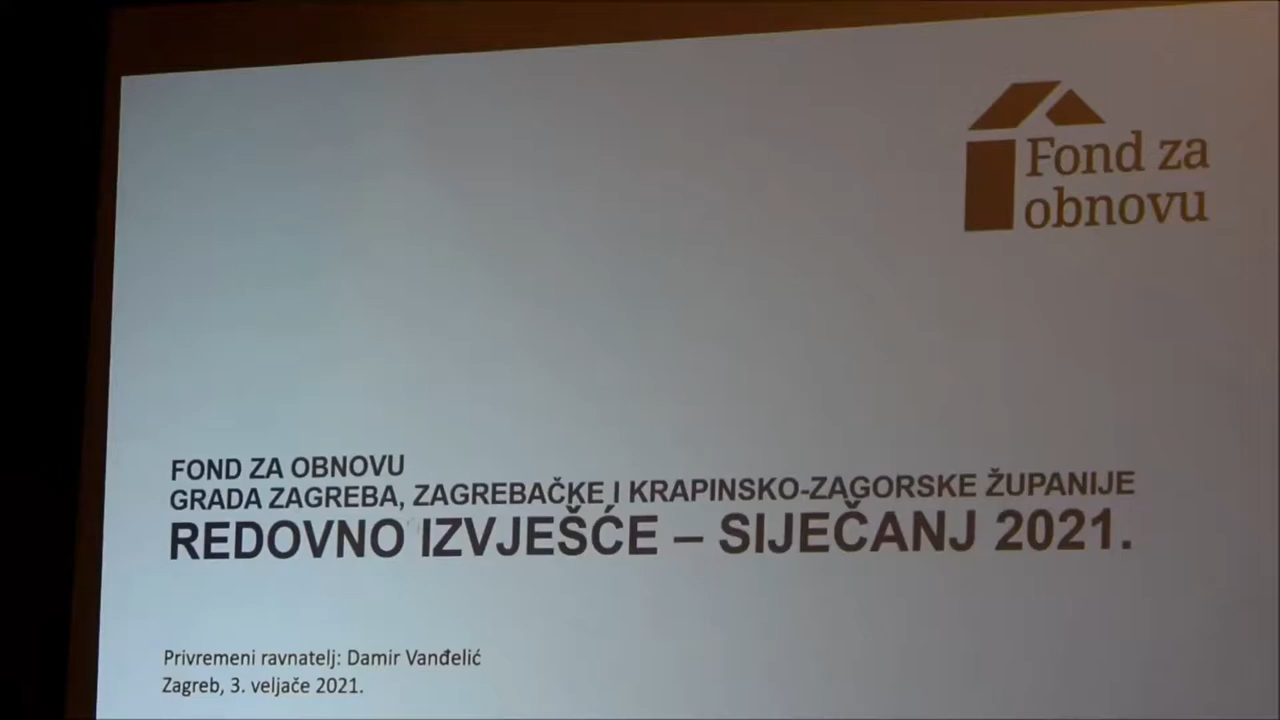 Fond za
obnovu
FOND ZA OBNOVU
GRADA ZAGREBA, ZAGREBAČKE I KRAPINSKO-ZAGORSKE ŽUPANIJE
REDOVNO IZVJEŠĆE – SIJEČANJ 2021.
Privremeni ravnatelj: Damir Vanđelić
Zagreb, 3. veljače 2021.